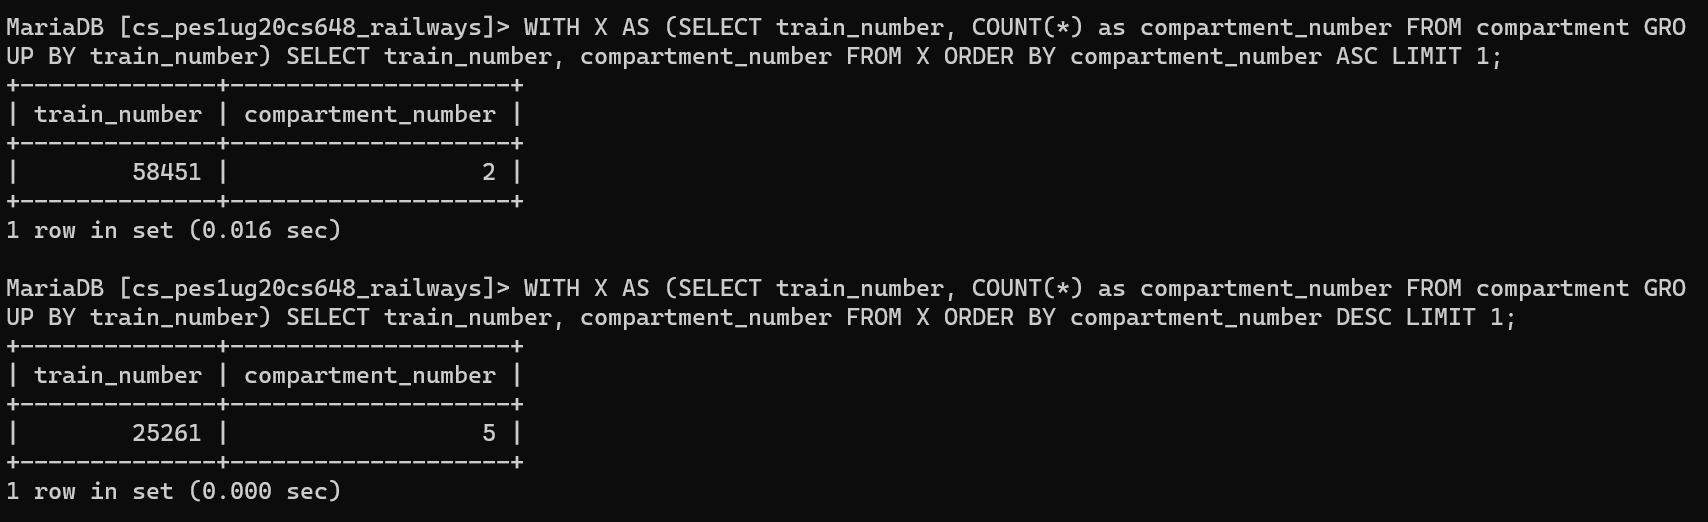 MariaDB [cs_pes1ug20cs648_railways]> WITH X AS (SELECT train_number, COUNT(*) as compartment_number FROM compartment GRO
UP BY train_number) SELECT train_number, compartment_number FROM X ORDER BY compartment_number ASC LIMIT 1;
+--------------+--------------------+
| train_number | compartment_number |
+--------------+--------------------+
|        58451 |                  2 |
+--------------+--------------------+
1 row in set (0.016 sec)

MariaDB [cs_pes1ug20cs648_railways]> WITH X AS (SELECT train_number, COUNT(*) as compartment_number FROM compartment GRO
UP BY train_number) SELECT train_number, compartment_number FROM X ORDER BY compartment_number DESC LIMIT 1;
+--------------+--------------------+
| train_number | compartment_number |
+--------------+--------------------+
|        25261 |                  5 |
+--------------+--------------------+
1 row in set (0.000 sec)